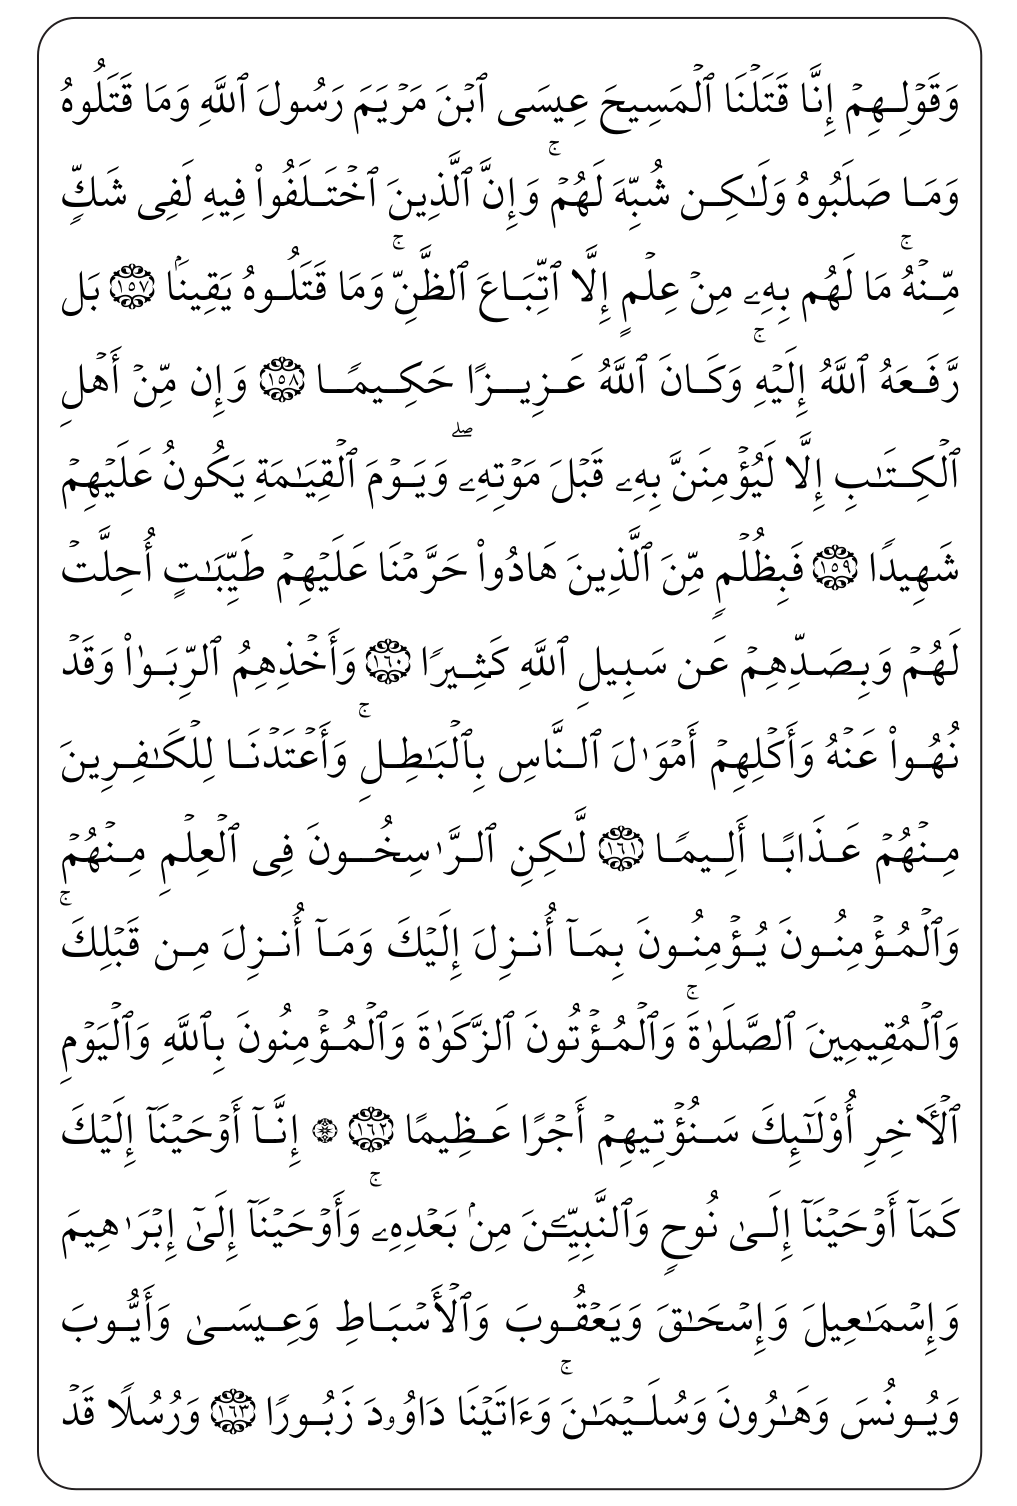 وَقَوْلِهِمْ إِنَّا قَتَلْنَا ٱلْمَسِيحَ عِيسَى ٱبْنَ مَرْيَمَ رَسُولَ ٱللَّهِ وَمَا قَتَلُوهُ
وَمَا صَلَبُوهُ وَلَـٰكِن شُبِّهَ لَهُمْ ۚ وَإِنَّ ٱلَّذِينَ ٱخْتَلَفُوا۟ فِيهِ لَفِى شَكٍّ
مِّنْهُ ۚ مَا لَهُم بِهِۦ مِنْ عِلْمٍ إِلَّا ٱتِّبَاعَ ٱلظَّنِّ ۚ وَمَا قَتَلُوهُ يَقِينًۢا ١٥٧ بَل
رَّفَعَهُ ٱللَّهُ إِلَيْهِ ۚ وَكَانَ ٱللَّهُ عَزِيزًا حَكِيمًا ١٥٨ وَإِن مِّنْ أَهْلِ
ٱلْكِتَـٰبِ إِلَّا لَيُؤْمِنَنَّ بِهِۦ قَبْلَ مَوْتِهِۦ ۖ وَيَوْمَ ٱلْقِيَـٰمَةِ يَكُونُ عَلَيْهِمْ
شَهِيدًا ١٥٩ فَبِظُلْمٍ مِّنَ ٱلَّذِينَ هَادُوا۟ حَرَّمْنَا عَلَيْهِمْ طَيِّبَـٰتٍ أُحِلَّتْ
لَهُمْ وَبِصَدِّهِمْ عَن سَبِيلِ ٱللَّهِ كَثِيرًا ١٦٠ وَأَخْذِهِمُ ٱلرِّبَوٰا۟ وَقَدْ
نُهُوا۟ عَنْهُ وَأَكْلِهِمْ أَمْوَٰلَ ٱلنَّاسِ بِٱلْبَـٰطِلِ ۚ وَأَعْتَدْنَا لِلْكَـٰفِرِينَ
مِنْهُمْ عَذَابًا أَلِيمًا ١٦١ لَّـٰكِنِ ٱلرَّٰسِخُونَ فِى ٱلْعِلْمِ مِنْهُمْ
وَٱلْمُؤْمِنُونَ يُؤْمِنُونَ بِمَآ أُنزِلَ إِلَيْكَ وَمَآ أُنزِلَ مِن قَبْلِكَ ۚ
وَٱلْمُقِيمِينَ ٱلصَّلَوٰةَ ۚ وَٱلْمُؤْتُونَ ٱلزَّكَوٰةَ وَٱلْمُؤْمِنُونَ بِٱللَّهِ وَٱلْيَوْمِ
ٱلْـَٔاخِرِ أُو۟لَـٰٓئِكَ سَنُؤْتِيهِمْ أَجْرًا عَظِيمًا ١٦٢ ۞ إِنَّآ أَوْحَيْنَآ إِلَيْكَ
كَمَآ أَوْحَيْنَآ إِلَىٰ نُوحٍ وَٱلنَّبِيِّـۧنَ مِنۢ بَعْدِهِۦ ۚ وَأَوْحَيْنَآ إِلَىٰٓ إِبْرَٰهِيمَ
وَإِسْمَـٰعِيلَ وَإِسْحَـٰقَ وَيَعْقُوبَ وَٱلْأَسْبَاطِ وَعِيسَىٰ وَأَيُّوبَ
وَيُونُسَ وَهَـٰرُونَ وَسُلَيْمَـٰنَ ۚ وَءَاتَيْنَا دَاوُۥدَ زَبُورًا ١٦٣ وَرُسُلًا قَدْ